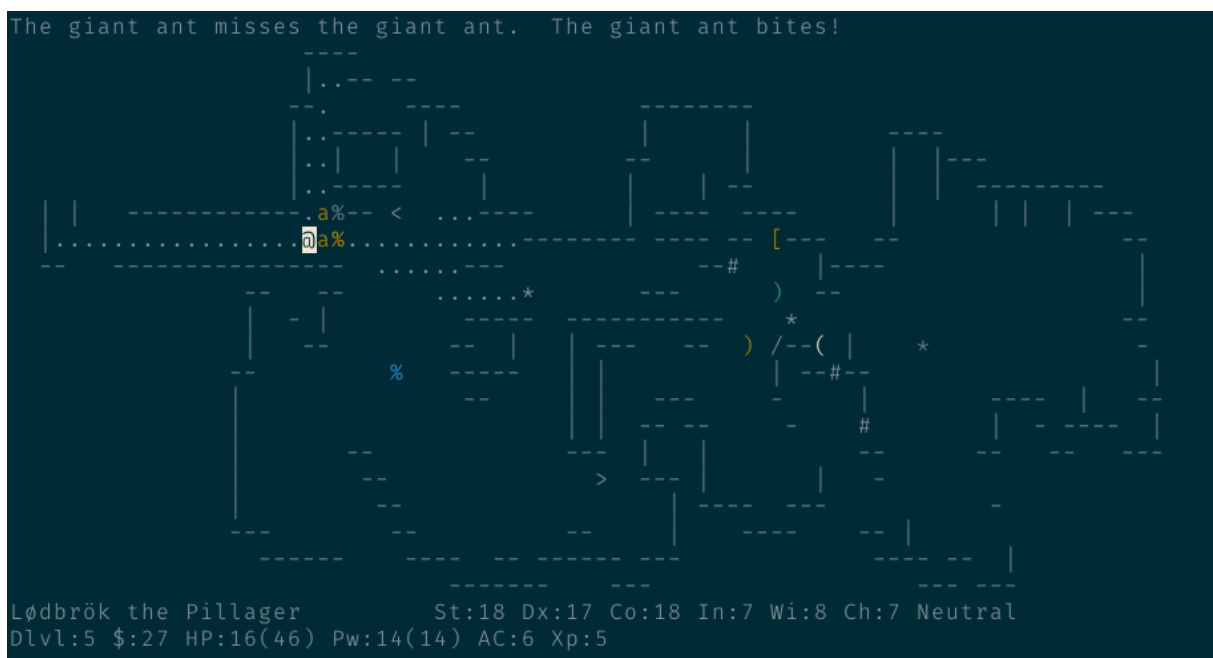 The giant ant misses the giant ant.  The giant ant bites!
Lødbrök the Pillager St:18 Dx:17 Co:18 In:7 Wi:8 Ch:7 Neutral
Dlvl:5 $:27 HP:16(46) Pw:14(14) AC:6 Xp:5